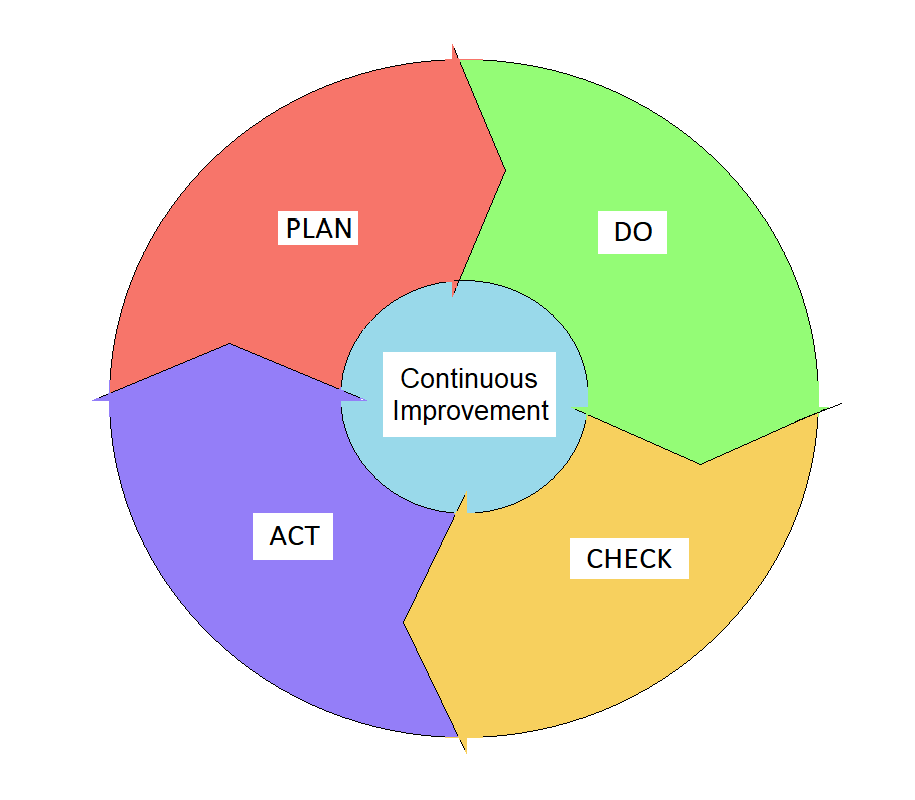 PLAN
DO
Continuous
Improvement
ACT
CHECK